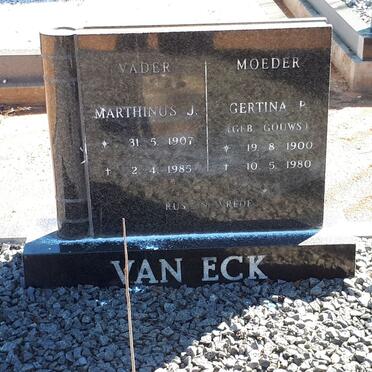 VADER
MARTHINUS J.
* 31.5.1907
† 2.4.1985
MOEDER
GERTINA P.
(GEB. GOUWS)
* 19.8.1900
† 10.5.1980
RUS IN VREDE
VAN ECK